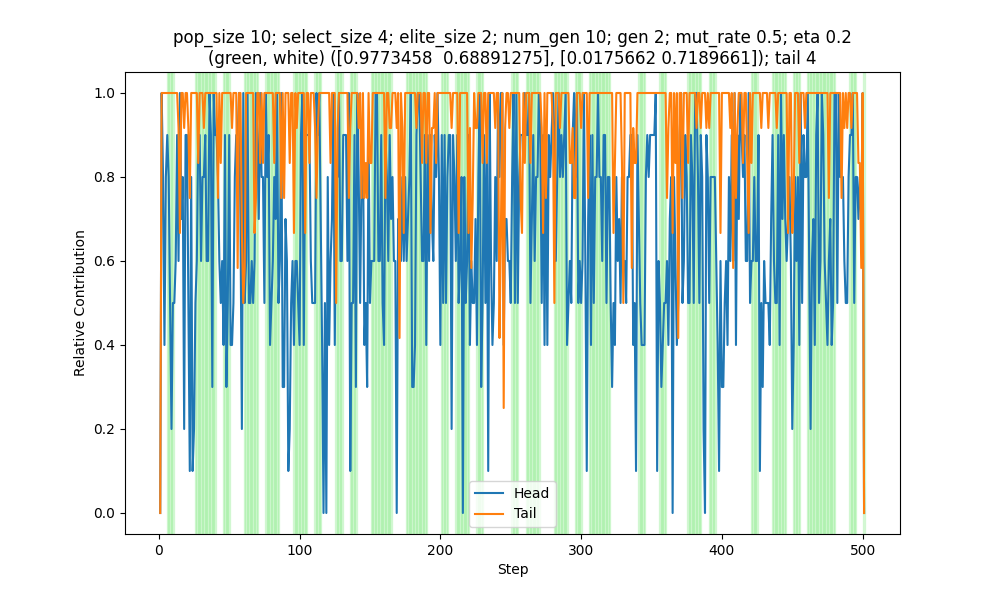 pop_size 10; select_size 4; elite_size 2; num_gen 10; gen 2; mut_rate 0.5; eta 0.2
(green, white) ([0.9773458  0.68891275], [0.0175662 0.7189661]); tail 4
1.0
0.8
0.6
0.4
0.2
0.0
Relative Contribution
Head
Tail
0
100
200
300
400
500
Step